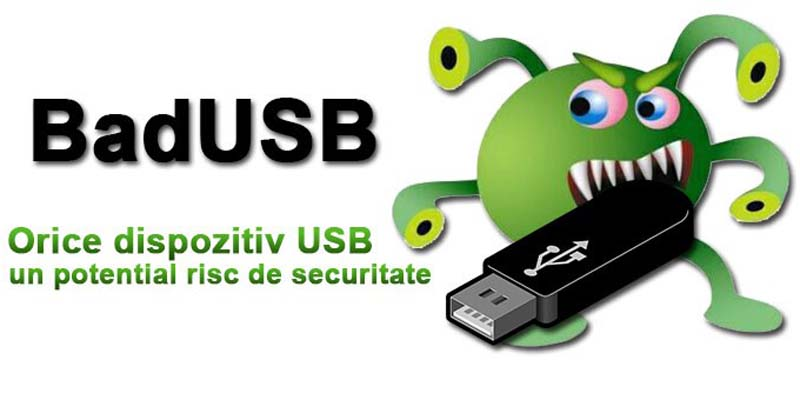 BadUSB
Orice dispozitiv USB
un potential risc de securitate